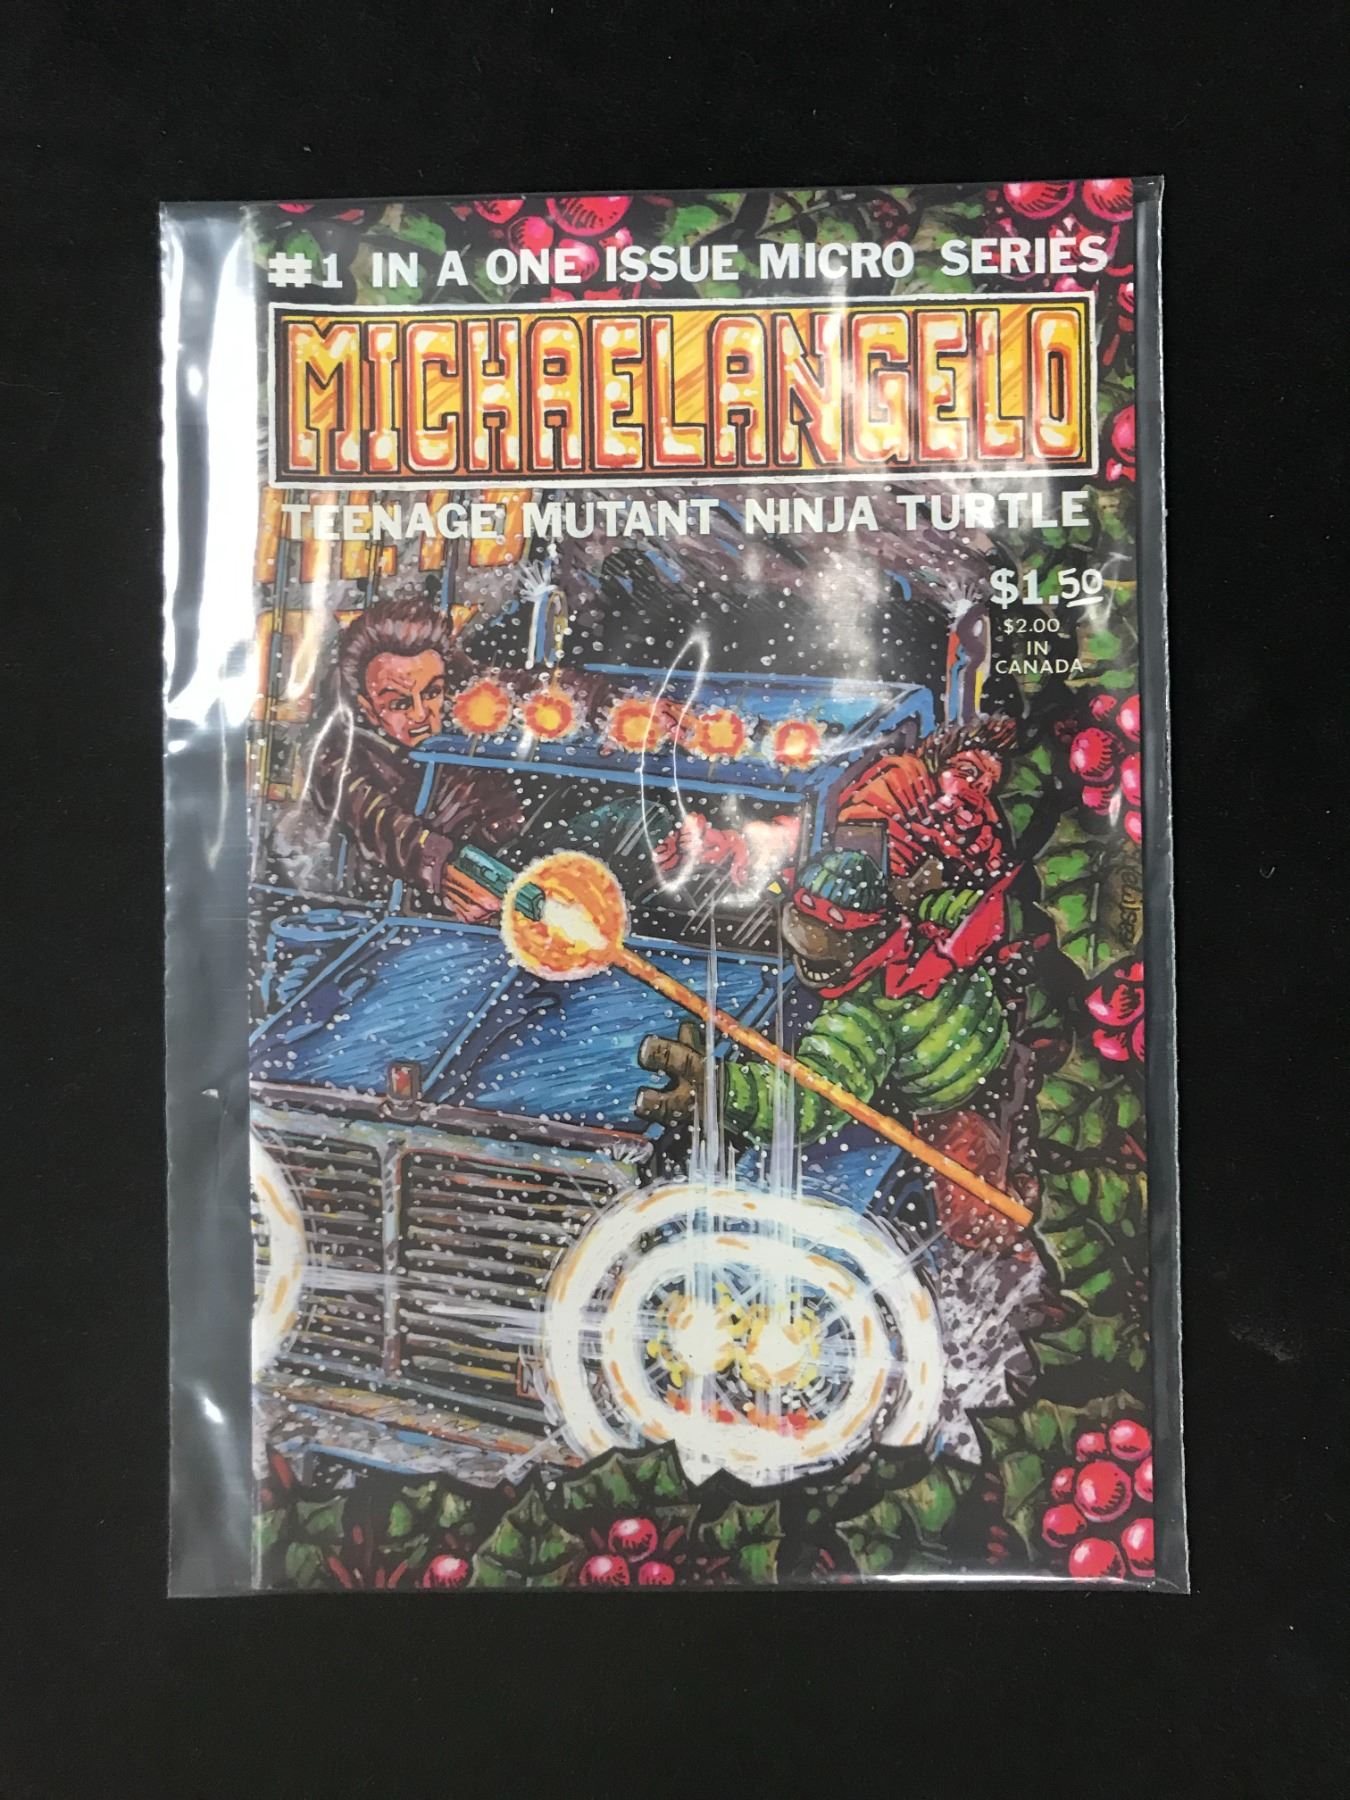 #1 IN A ONE ISSUE MICRO SERIES
MICHAELANGELO
TEENAGE MUTANT NINJA TURTLE
$1.50
$2.00
IN
CANADA